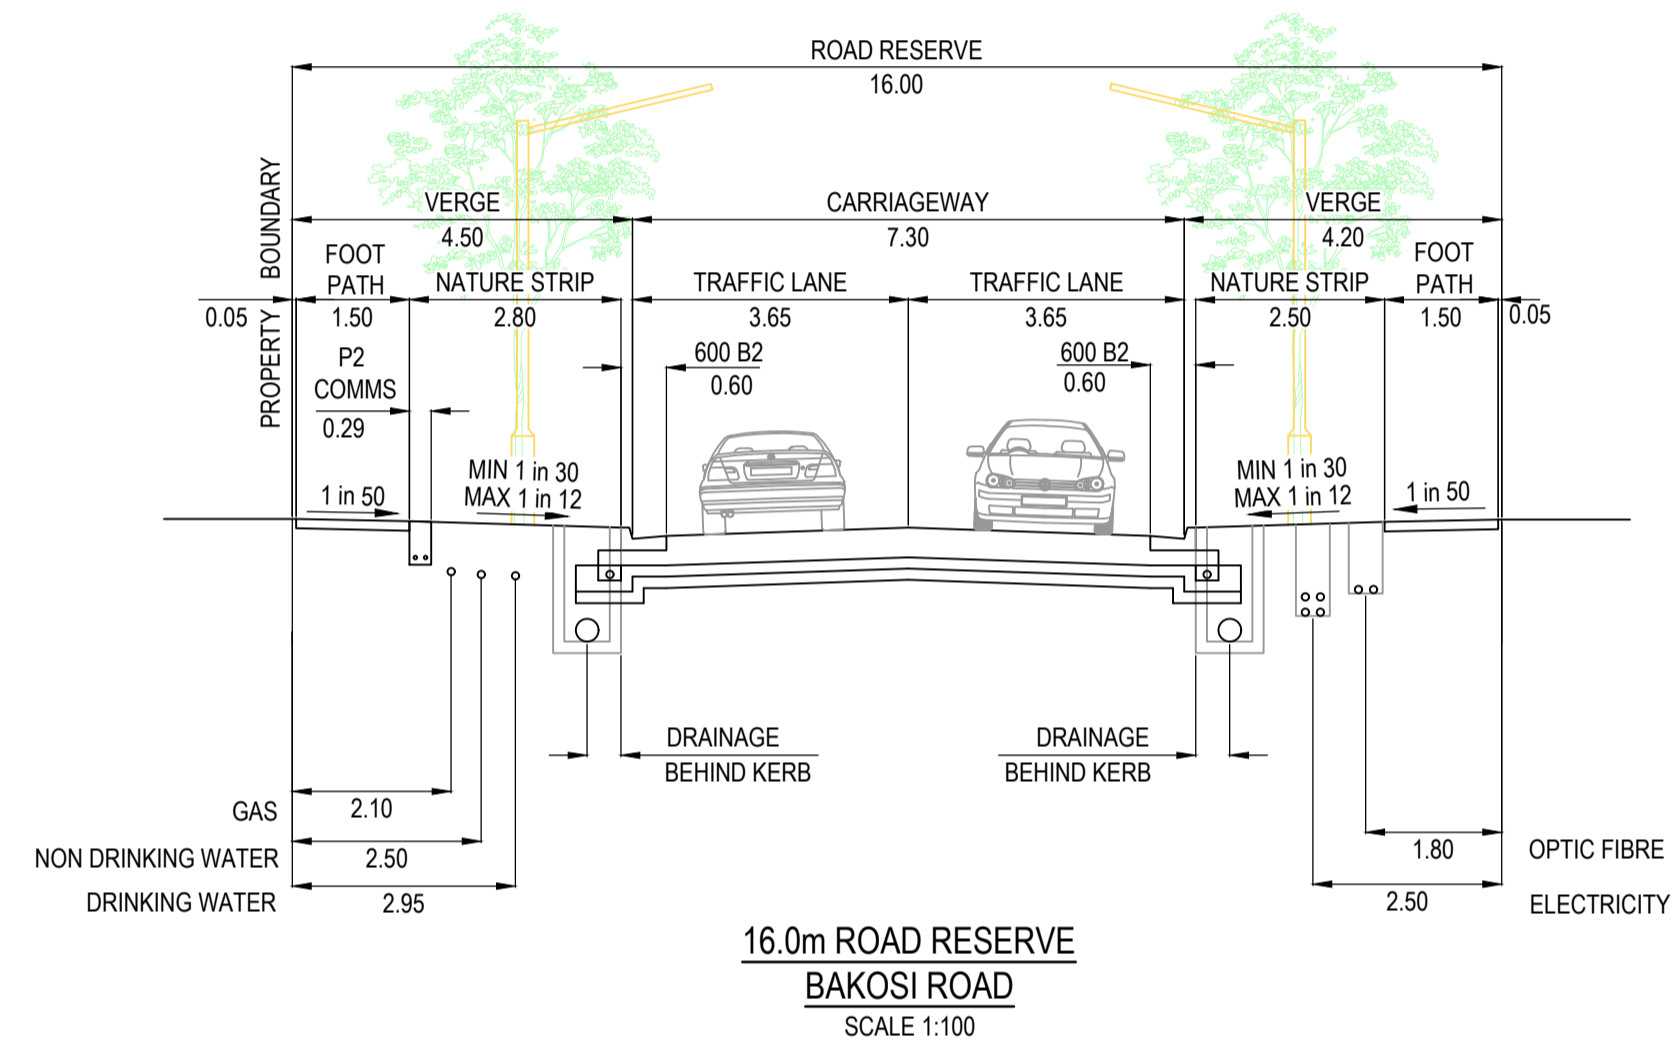 ROAD RESERVE
16.00
PROPERTY BOUNDARY
VERGE
4.50
CARRIAGEWAY
7.30
VERGE
4.20
FOOT
PATH
1.50
NATURE STRIP
2.80
TRAFFIC LANE
3.65
TRAFFIC LANE
3.65
NATURE STRIP
2.50
FOOT
PATH
1.50
0.05
0.05
P2
COMMS
0.29
600 B2
0.60
600 B2
0.60
1 in 50
MIN 1 in 30
MAX 1 in 12
MIN 1 in 30
MAX 1 in 12
1 in 50
DRAINAGE
BEHIND KERB
DRAINAGE
BEHIND KERB
GAS
2.10
NON DRINKING WATER
2.50
DRINKING WATER
2.95
1.80
OPTIC FIBRE
2.50
ELECTRICITY
16.0m ROAD RESERVE
BAKOSI ROAD
SCALE 1:100